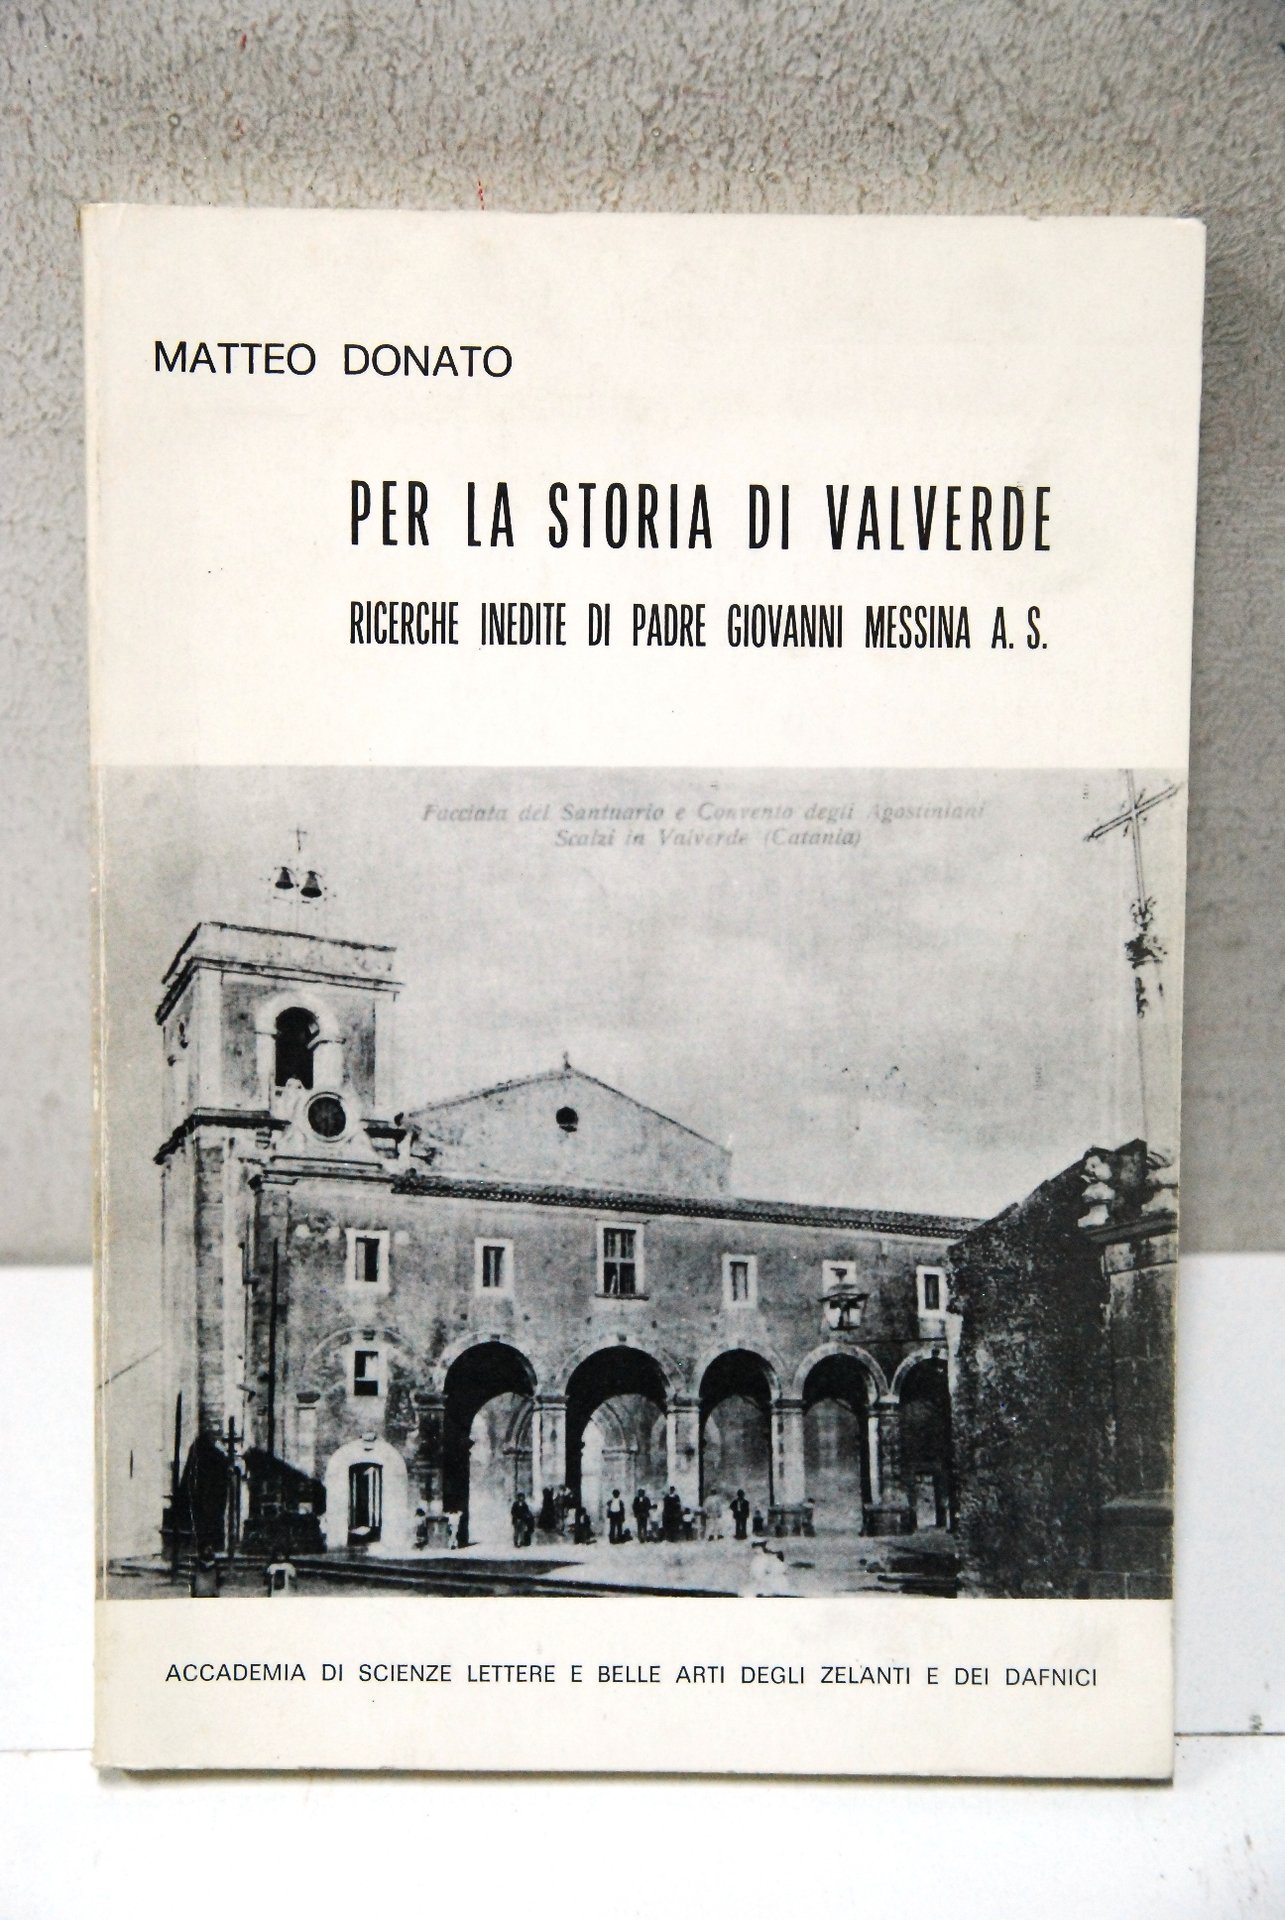 MATTEO DONATO
PER LA STORIA DI VALVERDE
RICERCHE INEDITE DI PADRE GIOVANNI MESSINA A. S.
Facciata del Santuario e Convento degli Agostiniani
Scalzi in Valverde (Catania)
ACCADEMIA DI SCIENZE LETTERE E BELLE ARTI DEGLI ZELANTI E DEI DAFNICI